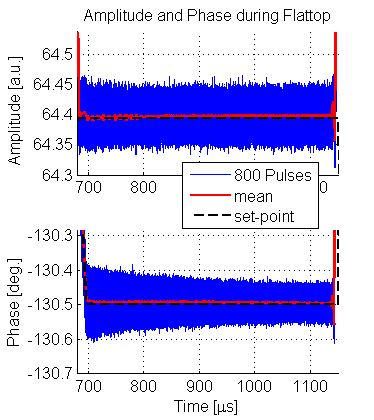 Amplitude and Phase during Flattop
Amplitude [a.u.]
64.5
64.45
64.4
64.35
64.3
700
800
0
800 Pulses
mean
set-point
Phase [deg.]
-130.3
-130.4
-130.5
-130.6
-130.7
700
800
900
1000
1100
Time [µs]